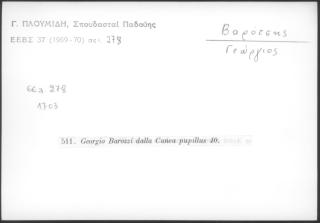 Γ. ΠΛΟΥΜΙΔΗ, Σπουδασταί Παδούης
ΕΕΒΣ 37 (1969-70) σελ. 278
Βαρότσης
Γεώργιος
σελ 278
1703
511. Georgio Barozzi dalla Canea pupillus 40.